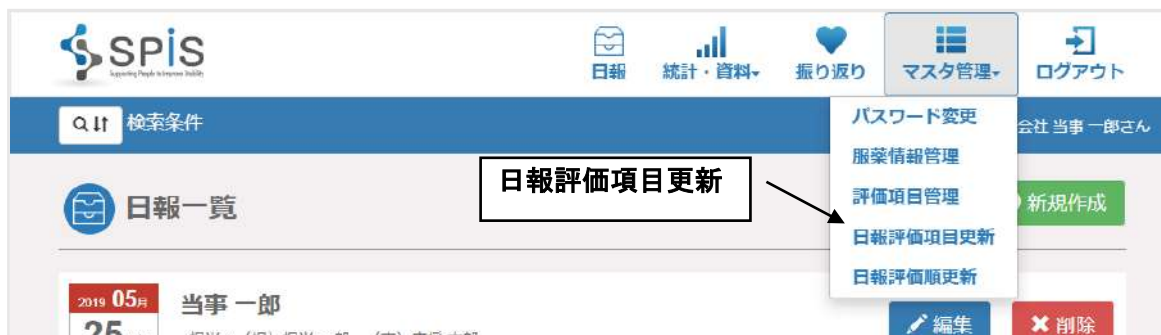 SPIS
Supporting People to Improve Stability
日報
統計・資料
振り返り
マスタ管理
ログアウト
検索条件
会社 当事 一郎さん
パスワード変更
服薬情報管理
評価項目管理
日報評価項目更新
日報評価順更新
日報評価項目更新
日報一覧
新規作成
2019 05月
25
当事 一郎
編集
削除